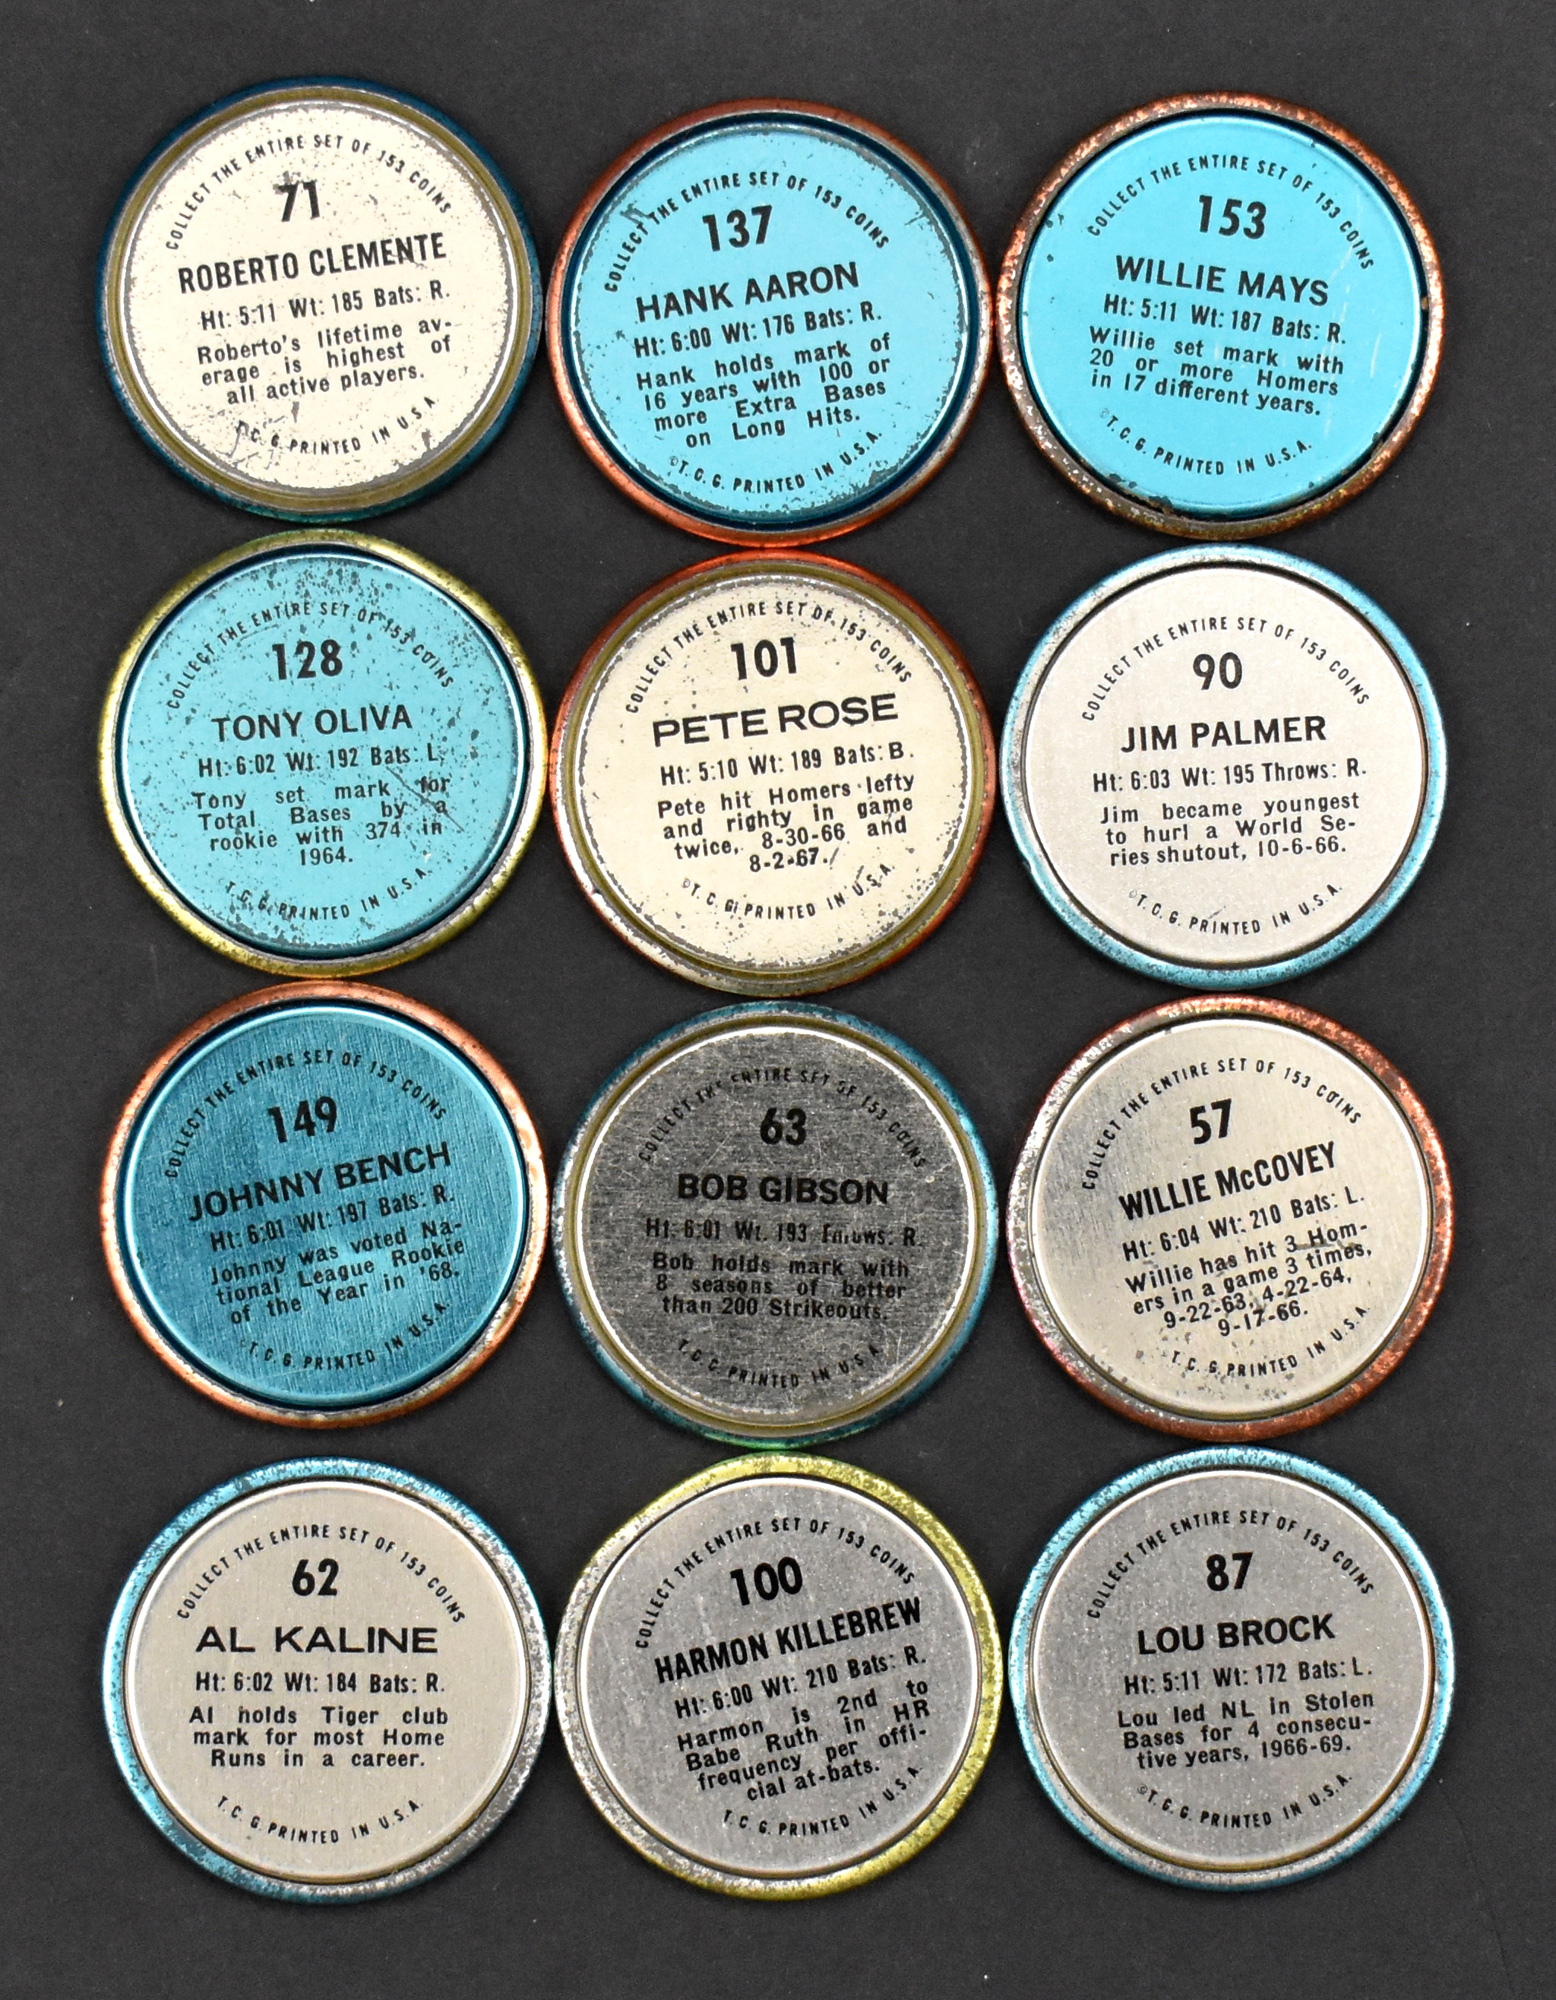 COLLECT THE ENTIRE SET OF 153 COINS
71
ROBERTO CLEMENTE
Ht: 5:11 Wt: 185 Bats: R.
Roberto's lifetime av-
erage is highest of
all active players.
T.C.G. PRINTED IN U.S.A.
COLLECT THE ENTIRE SET OF 153 COINS
137
HANK AARON
Ht: 6:00 Wt: 176 Bats: R.
Hank holds mark of
16 years with 100 or
more Extra Bases
on Long Hits.
©T.C.G. PRINTED IN U.S.A.
COLLECT THE ENTIRE SET OF 153 COINS
153
WILLIE MAYS
Ht: 5:11 Wt: 187 Bats: R.
Willie set mark with
20 or more Homers
in 17 different years.
©T.C.G. PRINTED IN U.S.A.
COLLECT THE ENTIRE SET OF 153 COINS
128
TONY OLIVA
Ht: 6:02 Wt: 192 Bats: L.
Tony set mark for
Total Bases by a
rookie with 374 in
1964.
T.C.G. PRINTED IN U.S.A.
COLLECT THE ENTIRE SET OF 153 COINS
101
PETE ROSE
Ht: 5:10 Wt: 189 Bats: B.
Pete hit Homers lefty
and righty in game
twice, 8-30-66 and
8-2-67.
©T.C.G. PRINTED IN U.S.A.
COLLECT THE ENTIRE SET OF 153 COINS
90
JIM PALMER
Ht: 6:03 Wt: 195 Throws: R.
Jim became youngest
to hurl a World Se-
ries shutout, 10-6-66.
©T.C.G. PRINTED IN U.S.A.
COLLECT THE ENTIRE SET OF 153 COINS
149
JOHNNY BENCH
Ht: 6:01 Wt: 197 Bats: R.
Johnny was voted Na-
tional League Rookie
of the Year in '68.
©T.C.G. PRINTED IN U.S.A.
COLLECT THE ENTIRE SET OF 153 COINS
63
BOB GIBSON
Ht: 6:01 Wt. 193 Throws: R.
Bob holds mark with
8 seasons of better
than 200 Strikeouts.
T.C.G. PRINTED IN U.S.A.
COLLECT THE ENTIRE SET OF 153 COINS
57
WILLIE McCOVEY
Ht: 6:04 Wt: 210 Bats: L.
Willie has hit 3 Hom-
ers in a game 3 times,
9-22-63, 4-22-64,
9-17-66.
T.C.G. PRINTED IN U.S.A.
COLLECT THE ENTIRE SET OF 153 COINS
62
AL KALINE
Ht: 6:02 Wt: 184 Bats: R.
Al holds Tiger club
mark for most Home
Runs in a career.
T.C.G. PRINTED IN U.S.A.
COLLECT THE ENTIRE SET OF 153 COINS
100
HARMON KILLEBREW
Ht: 6:00 Wt: 210 Bats: R.
Harmon is 2nd to
Babe Ruth in HR
frequency per offi-
cial at-bats.
T.C.G. PRINTED IN U.S.A.
COLLECT THE ENTIRE SET OF 153 COINS
87
LOU BROCK
Ht: 5:11 Wt: 172 Bats: L.
Lou led NL in Stolen
Bases for 4 consecu-
tive years, 1966-69.
©T.C.G. PRINTED IN U.S.A.